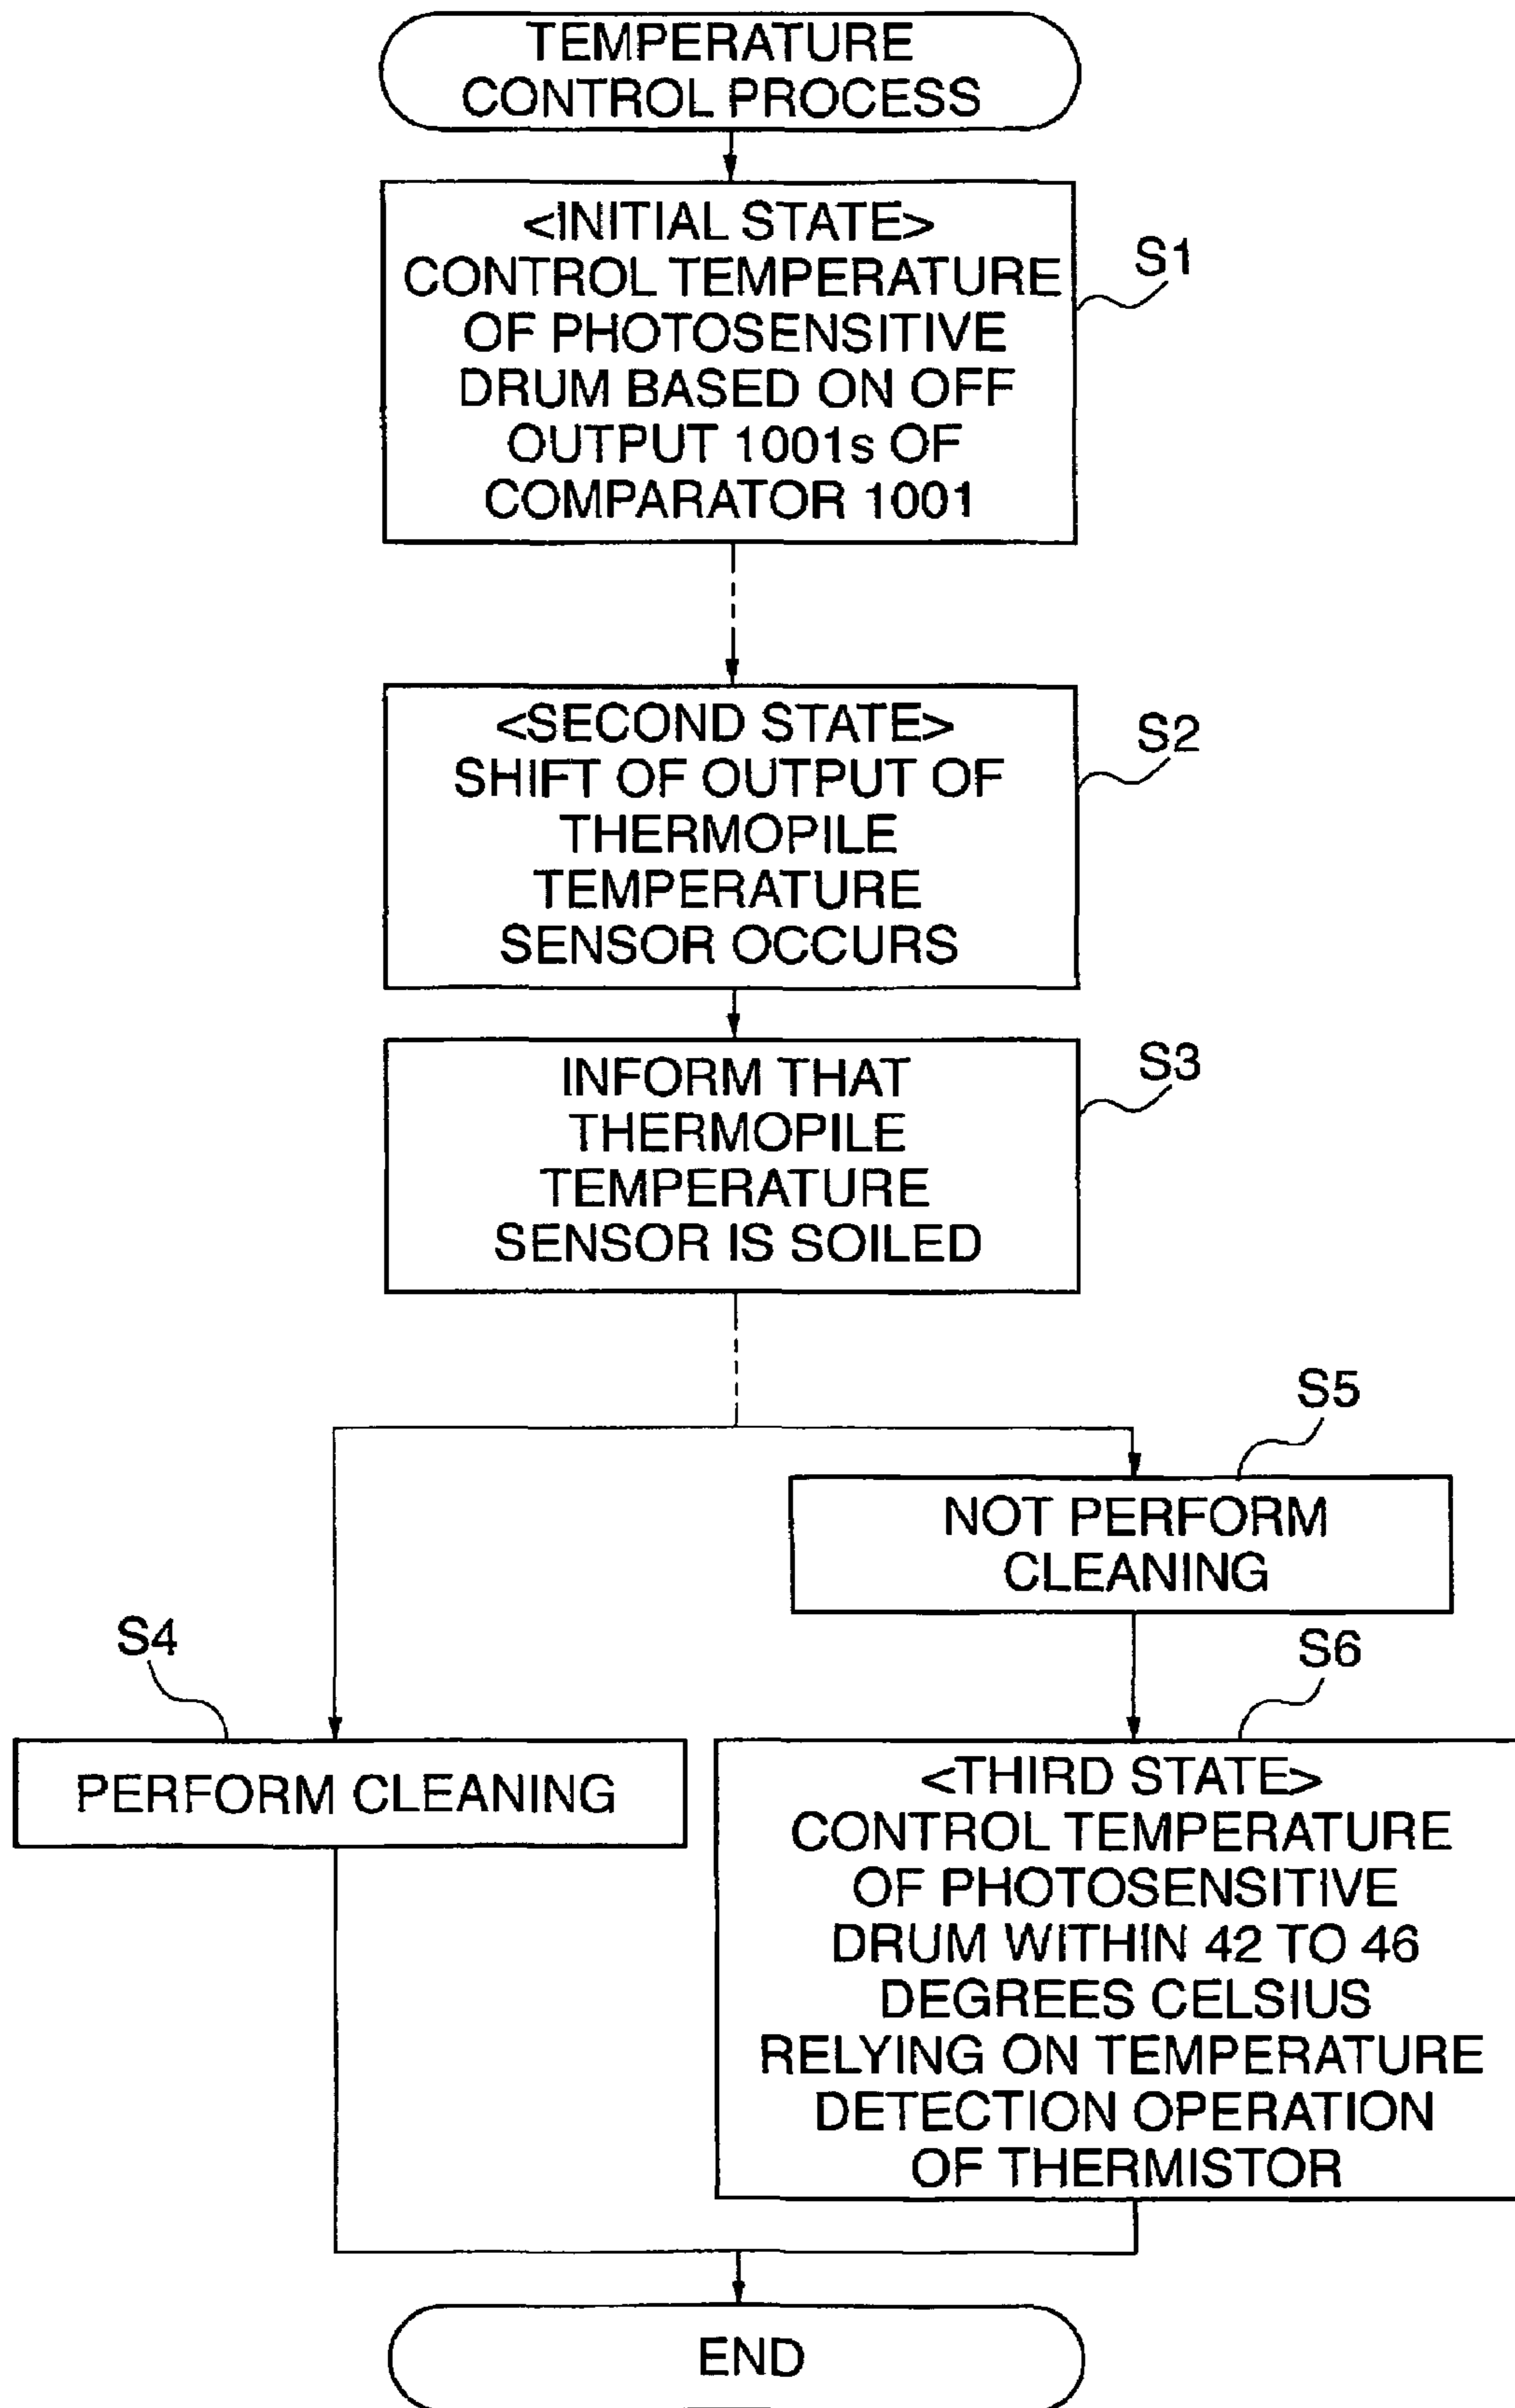 TEMPERATURE
CONTROL PROCESS
<INITIAL STATE>
CONTROL TEMPERATURE
OF PHOTOSENSITIVE
DRUM BASED ON OFF
OUTPUT 1001s OF
COMPARATOR 1001
S1
<SECOND STATE>
SHIFT OF OUTPUT OF
THERMOPILE
TEMPERATURE
SENSOR OCCURS
S2
INFORM THAT
THERMOPILE
TEMPERATURE
SENSOR IS SOILED
S3
S5
NOT PERFORM
CLEANING
S4
PERFORM CLEANING
S6
<THIRD STATE>
CONTROL TEMPERATURE
OF PHOTOSENSITIVE
DRUM WITHIN 42 TO 46
DEGREES CELSIUS
RELYING ON TEMPERATURE
DETECTION OPERATION
OF THERMISTOR
END